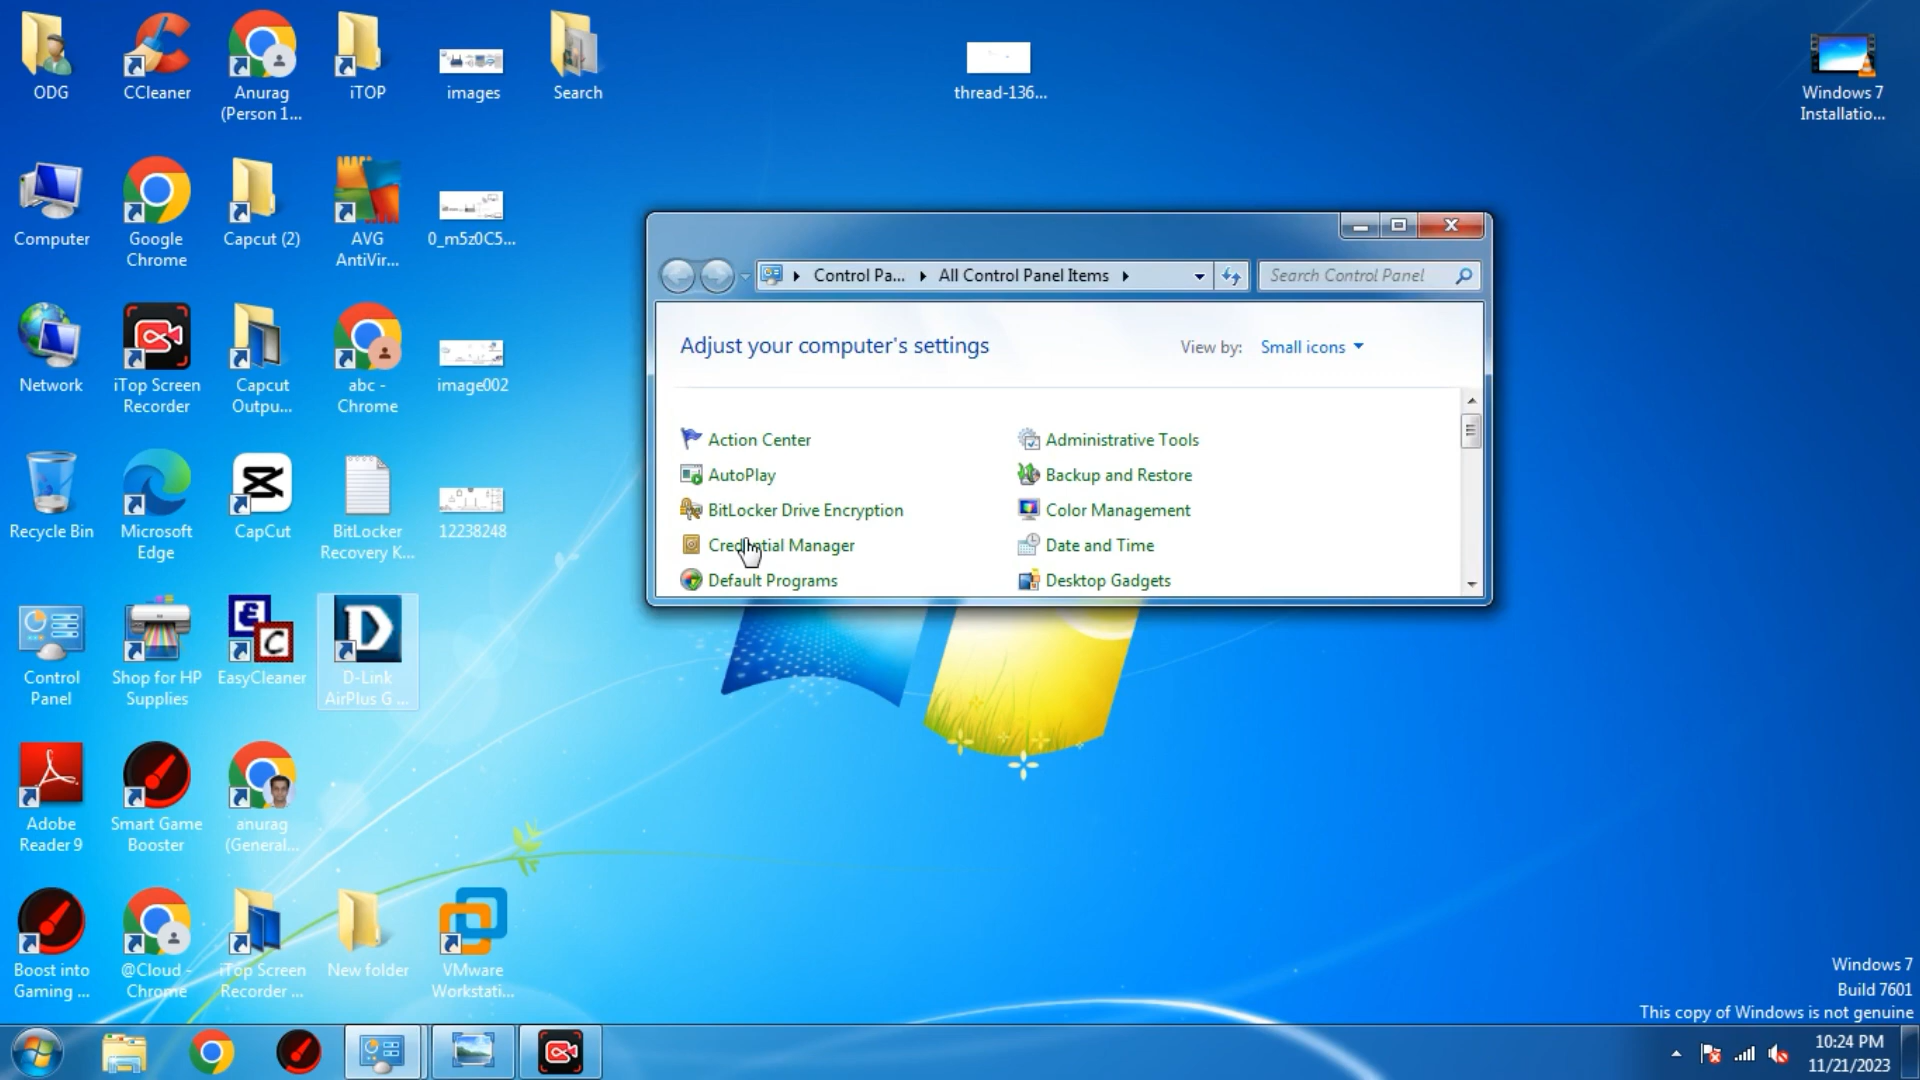 ODG
CCleaner
Anurag
(Person 1...
iTOP
images
Search
thread-136...
Windows 7
Installatio...
Computer
Google
Chrome
Capcut (2)
AVG
AntiVir...
0_m5z0C5...
Network
iTop Screen
Recorder
Capcut
Outpu...
abc -
Chrome
image002
Recycle Bin
Microsoft
Edge
CapCut
BitLocker
Recovery K...
12238248
Control
Panel
Shop for HP
Supplies
EasyCleaner
D-Link
AirPlus G ...
Adobe
Reader 9
Smart Game
Booster
anurag
(General...
Boost into
Gaming ...
@Cloud -
Chrome
iTop Screen
Recorder ...
New folder
VMware
Workstati...
Control Pa...
All Control Panel Items
Search Control Panel
Adjust your computer's settings
View by:
Small icons
Action Center
Administrative Tools
AutoPlay
Backup and Restore
BitLocker Drive Encryption
Color Management
Credential Manager
Date and Time
Default Programs
Desktop Gadgets
Windows 7
Build 7601
This copy of Windows is not genuine
10:24 PM
11/21/2023